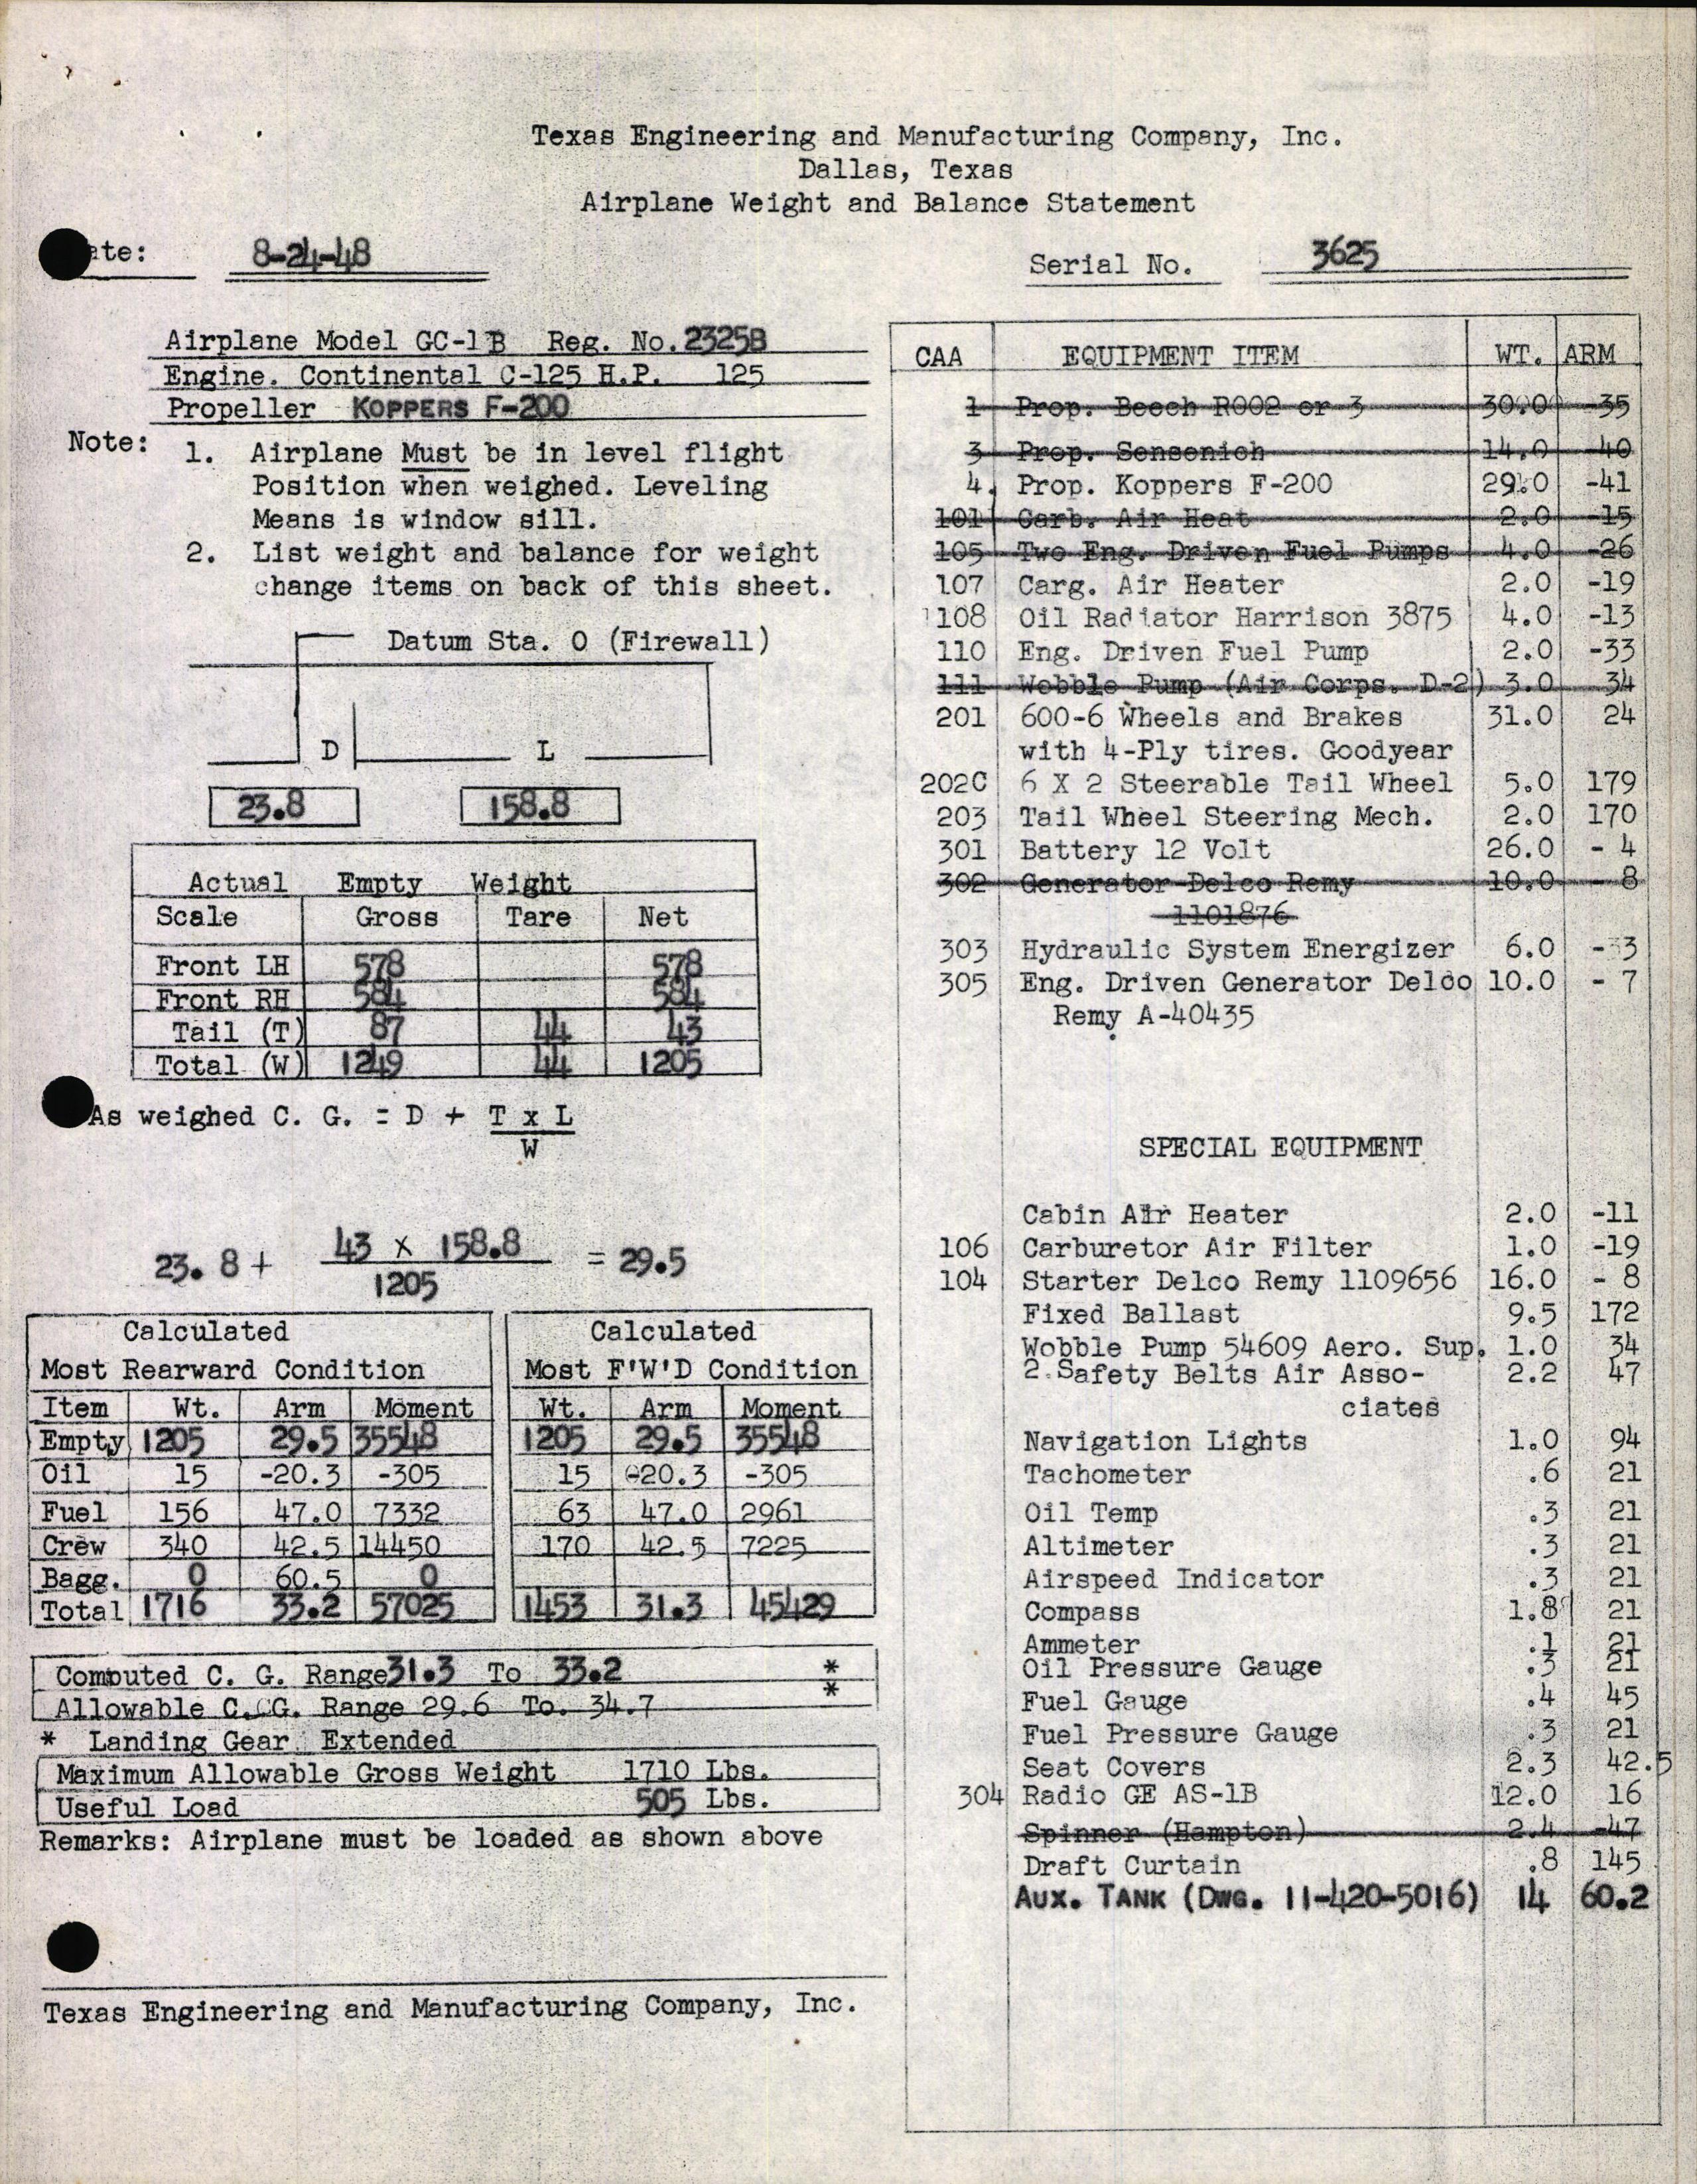 Texas Engineering and Manufacturing Company, Inc.
Dallas, Texas
Airplane Weight and Balance Statement
ate: 8-24-48
Serial No. 3625
Airplane Model GC-1B Reg. No. 2325B
Engine. Continental C-125 H.P. 125
Propeller KOPPERS F-200
Note: 1. Airplane Must be in level flight
Position when weighed. Leveling
Means is window sill.
2. List weight and balance for weight
change items on back of this sheet.
Datum Sta. 0 (Firewall)
D L
23.8 158.8
Actual Empty Weight
Scale Gross Tare Net
Front LH 578 578
Front RH 584 584
Tail (T) 87 44 43
Total (W) 1249 44 1205
As weighed C. G. = D + T x L
W
23.8 + 43 x 158.8 = 29.5
1205
Calculated
Most Rearward Condition
Item Wt. Arm Moment
Empty 1205 29.5 35548
Oil 15 -20.3 -305
Fuel 156 47.0 7332
Crew 340 42.5 14450
Bagg. 0 60.5 0
Total 1716 33.2 57025
Calculated
Most F'W'D Condition
Wt. Arm Moment
1205 29.5 35548
15 -20.3 -305
63 47.0 2961
170 42.5 7225
1453 31.3 45429
Computed C. G. Range 31.3 To 33.2 *
Allowable C. G. Range 29.6 To. 34.7 *
* Landing Gear Extended
Maximum Allowable Gross Weight 1710 Lbs.
Useful Load 505 Lbs.
Remarks: Airplane must be loaded as shown above
Texas Engineering and Manufacturing Company, Inc.
CAA EQUIPMENT ITEM WT. ARM
1 Prop. Beech R002 or 3 30.0 -35
3 Prop. Sensenich 14.0 -40
4. Prop. Koppers F-200 29.0 -41
101 Carb. Air Heat 2.0 -15
105 Two Eng. Driven Fuel Pumps 4.0 -26
107 Carg. Air Heater 2.0 -19
108 Oil Radiator Harrison 3875 4.0 -13
110 Eng. Driven Fuel Pump 2.0 -33
111 Wobble Pump (Air Corps. D-2) 3.0 34
201 600-6 Wheels and Brakes 31.0 24
with 4-Ply tires. Goodyear
202C 6 X 2 Steerable Tail Wheel 5.0 179
203 Tail Wheel Steering Mech. 2.0 170
301 Battery 12 Volt 26.0 - 4
302 Generator Delco Remy 10.0 - 8
1101876
303 Hydraulic System Energizer 6.0 -33
305 Eng. Driven Generator Delco 10.0 - 7
Remy A-40435
SPECIAL EQUIPMENT
Cabin Air Heater 2.0 -11
106 Carburetor Air Filter 1.0 -19
104 Starter Delco Remy 1109656 16.0 - 8
Fixed Ballast 9.5 172
Wobble Pump 54609 Aero. Sup. 1.0 34
2 Safety Belts Air Asso- 2.2 47
ciates
Navigation Lights 1.0 94
Tachometer .6 21
Oil Temp .3 21
Altimeter .3 21
Airspeed Indicator .3 21
Compass 1.8 21
Ammeter .1 21
Oil Pressure Gauge .3 21
Fuel Gauge .4 45
Fuel Pressure Gauge .3 21
Seat Covers 2.3 42.5
304 Radio GE AS-1B 12.0 16
Spinner (Hampton) 2.4 -47
Draft Curtain .8 145
AUX. TANK (DWG. 11-420-5016) 14 60.2